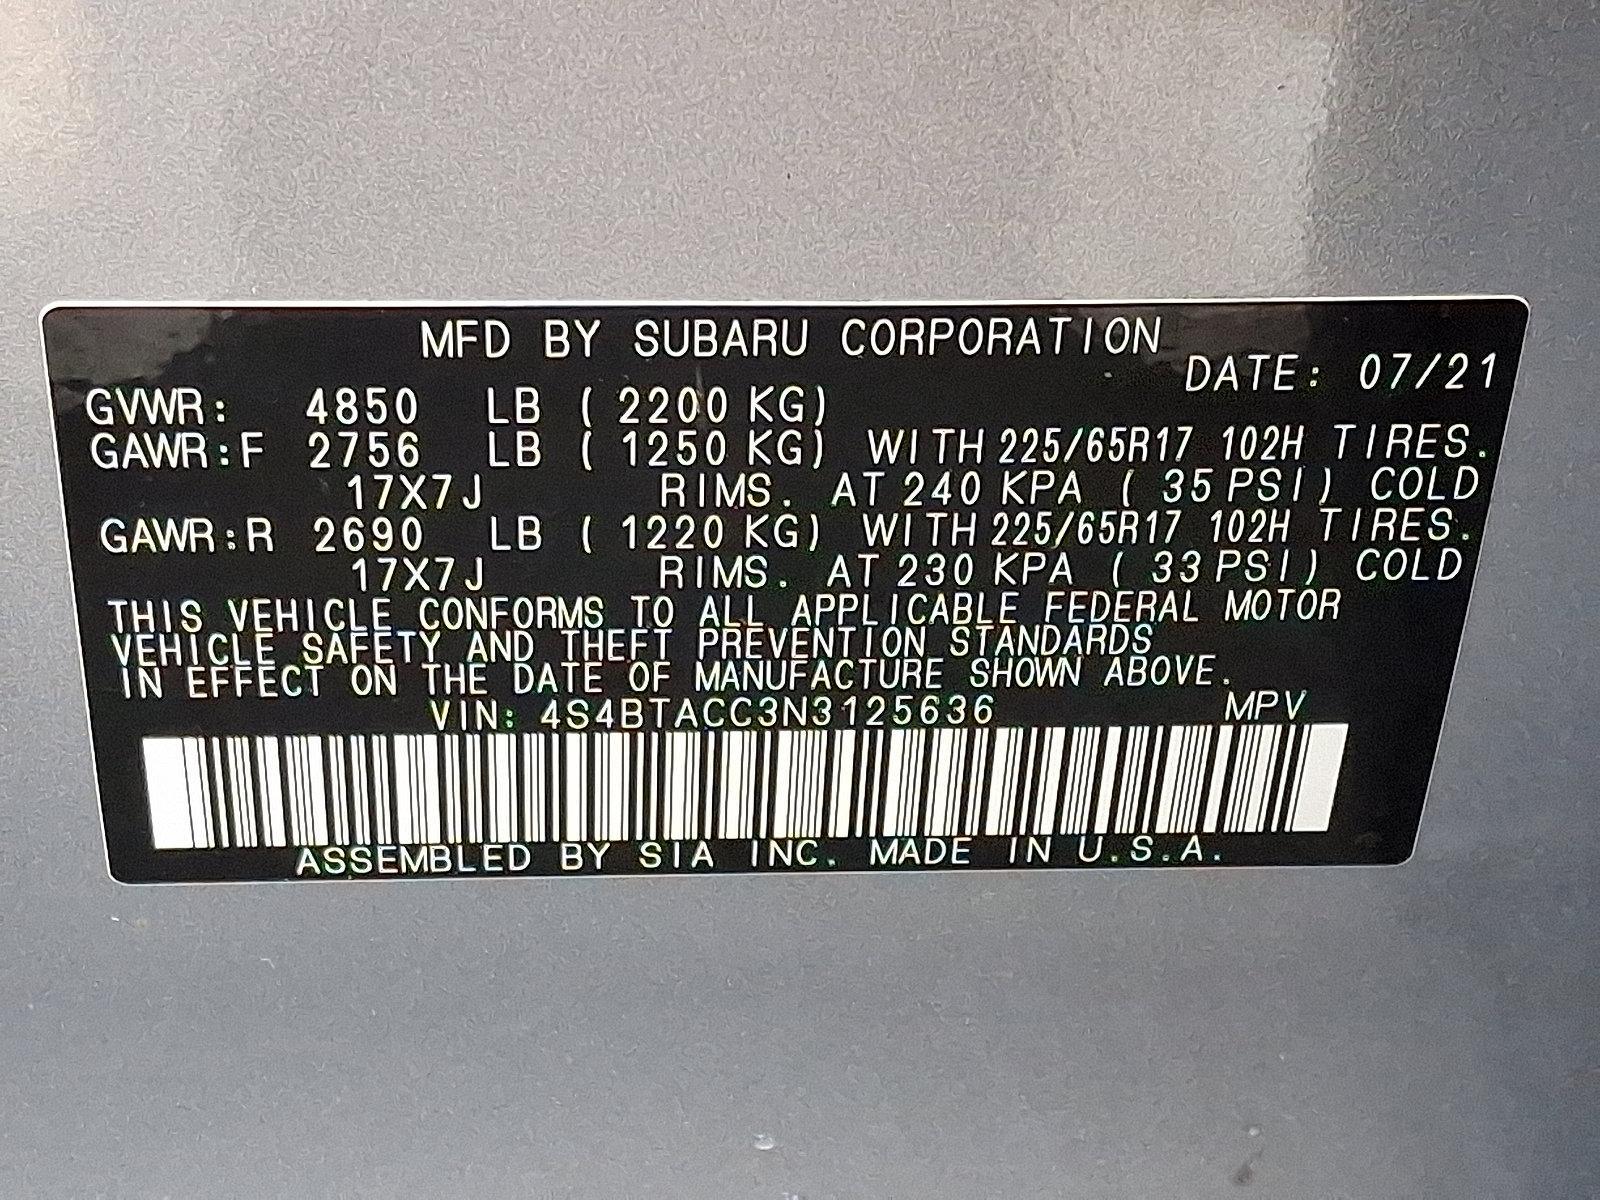 MFD BY SUBARU CORPORATION
DATE: 07/21
GVWR: 4850 LB ( 2200 KG)
GAWR:F 2756 LB ( 1250 KG) WITH 225/65R17 102H TIRES.
17X7J RIMS. AT 240 KPA ( 35 PSI) COLD
GAWR:R 2690 LB ( 1220 KG) WITH 225/65R17 102H TIRES.
17X7J RIMS. AT 230 KPA ( 33 PSI) COLD
THIS VEHICLE CONFORMS TO ALL APPLICABLE FEDERAL MOTOR
VEHICLE SAFETY AND THEFT PREVENTION STANDARDS
IN EFFECT ON THE DATE OF MANUFACTURE SHOWN ABOVE.
VIN: 4S4BTACC3N3125636 MPV
ASSEMBLED BY SIA INC. MADE IN U.S.A.